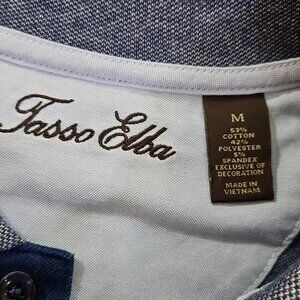 Tasso Elba
M
53%
COTTON
42%
POLYESTER
5%
SPANDEX
EXCLUSIVE OF
DECORATION
MADE IN
VIETNAM